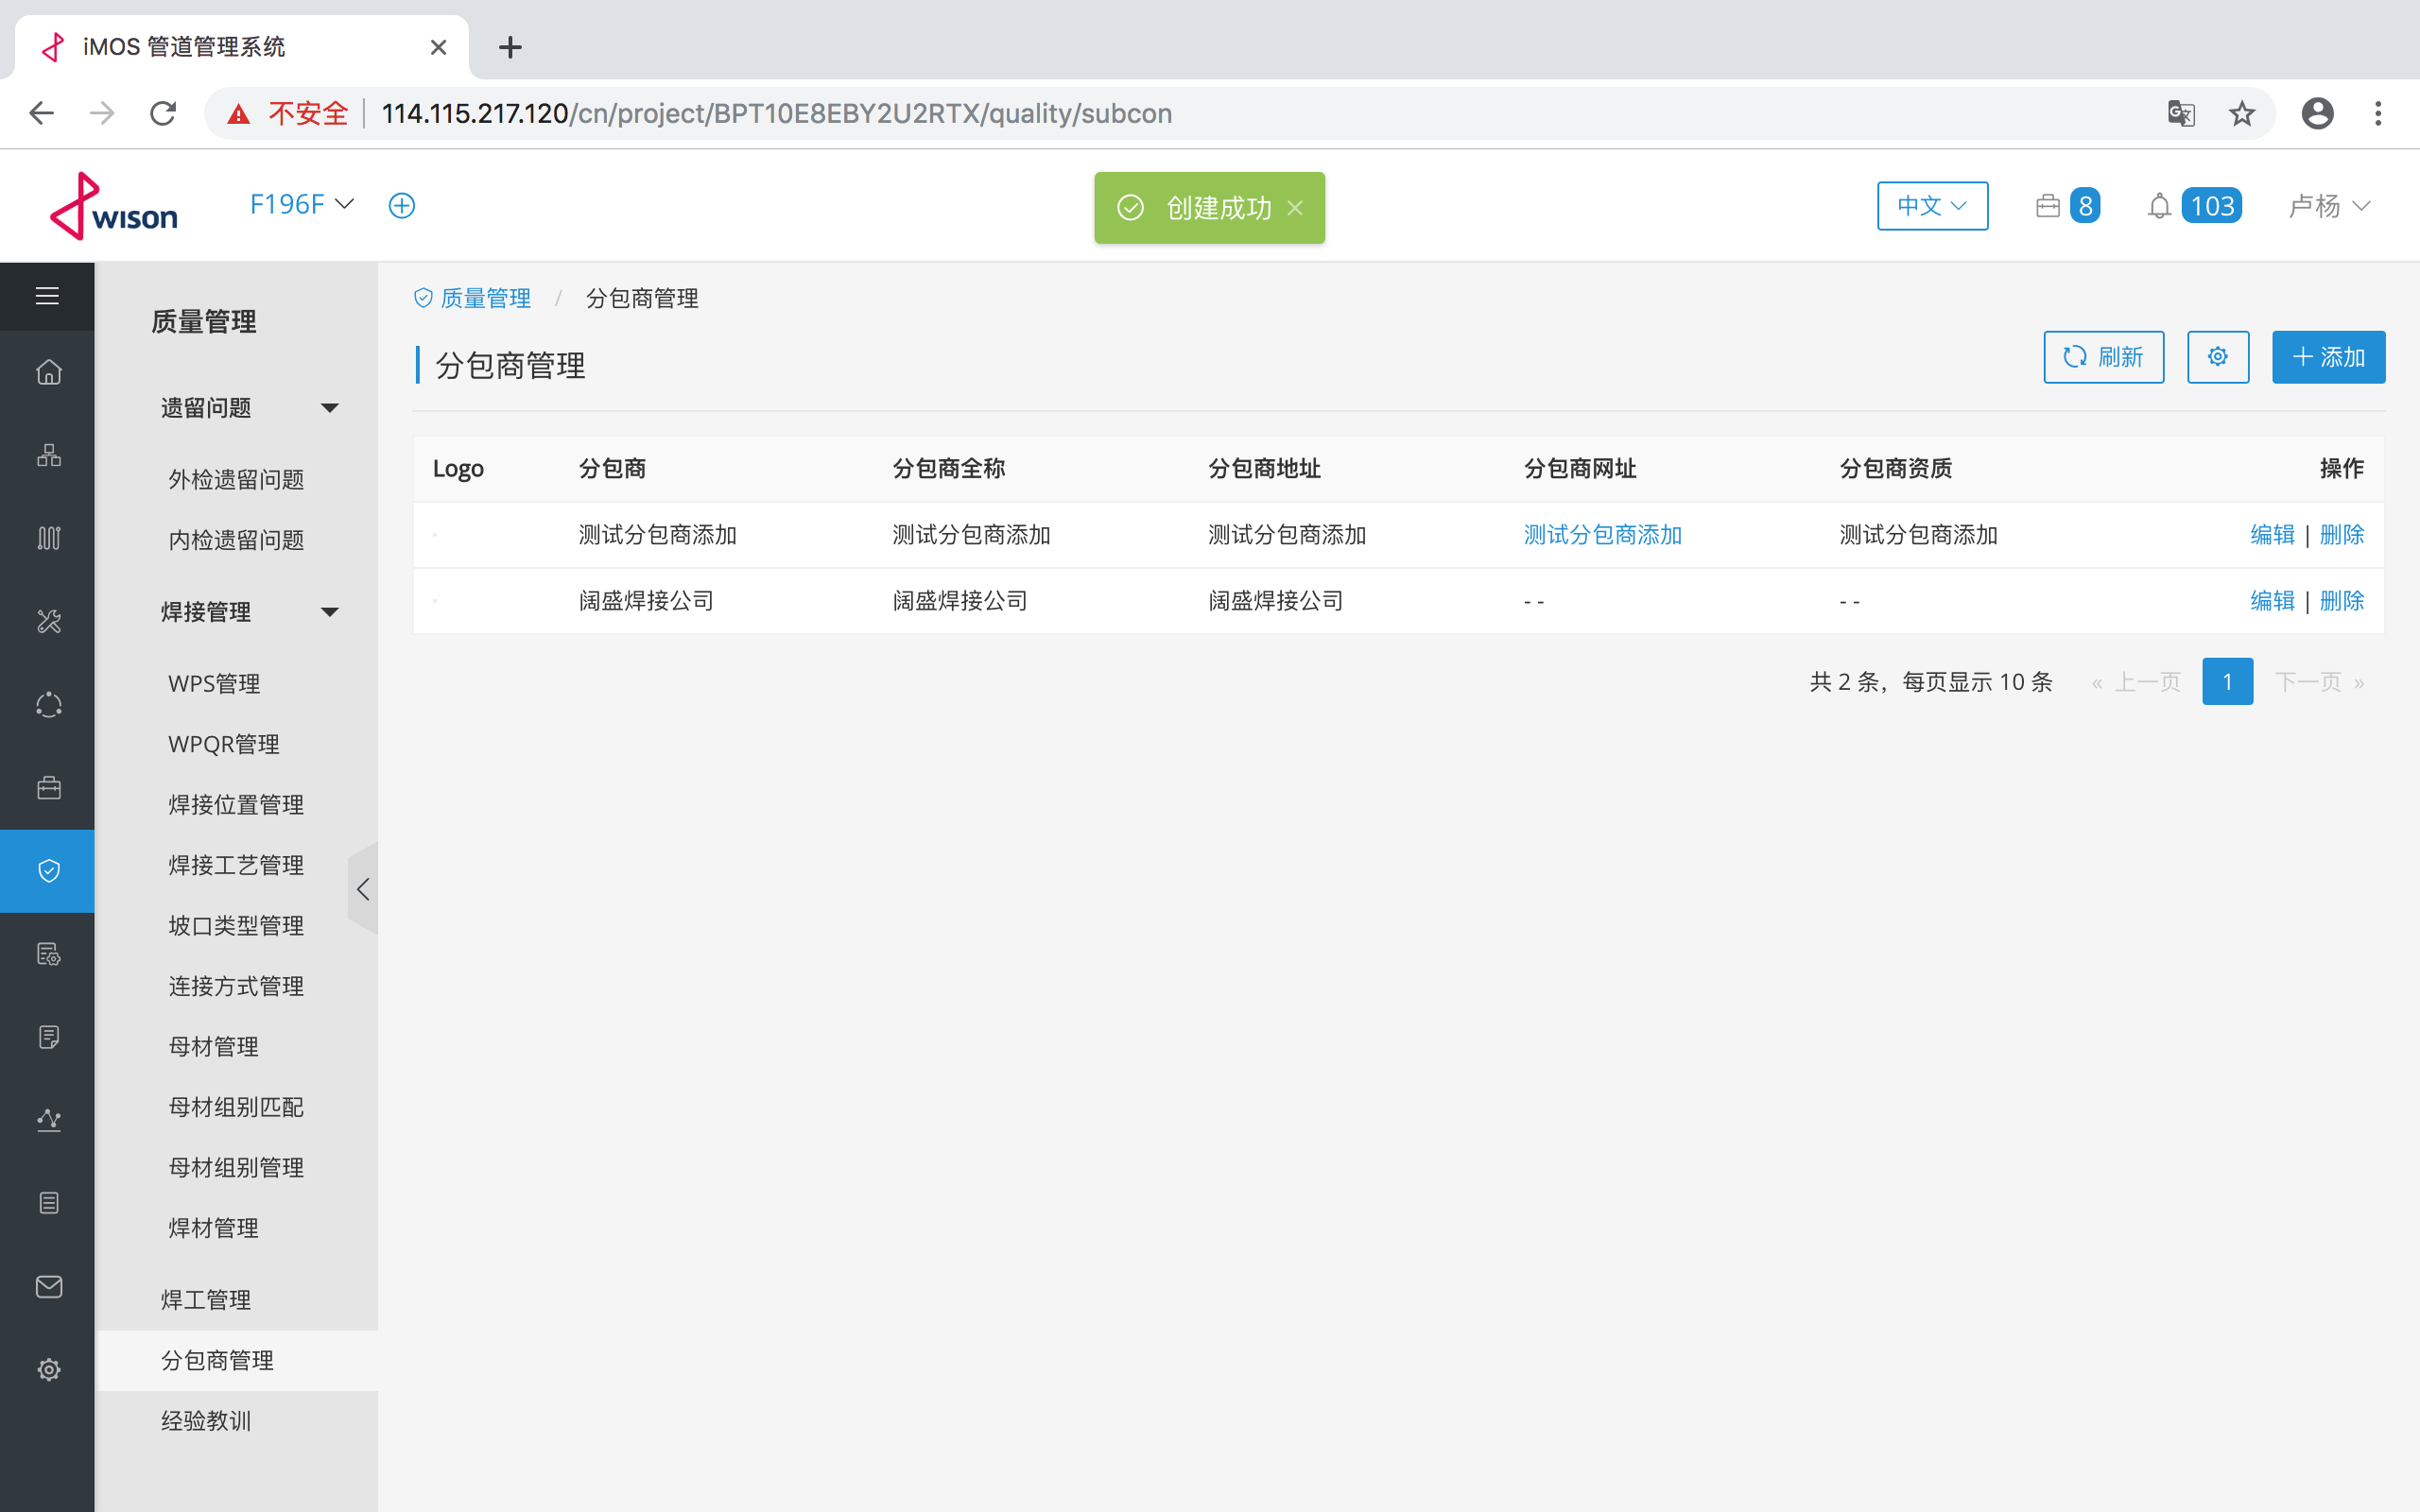 iMOS 管道管理系统
不安全 114.115.217.120/cn/project/BPT10E8EBY2U2RTX/quality/subcon
wison F196F 创建成功 中文 8 103 卢杨
质量管理
遗留问题
外检遗留问题
内检遗留问题
焊接管理
WPS管理
WPQR管理
焊接位置管理
焊接工艺管理
坡口类型管理
连接方式管理
母材管理
母材组别匹配
母材组别管理
焊材管理
焊工管理
分包商管理
经验教训
质量管理 / 分包商管理
分包商管理 刷新 添加
Logo 分包商 分包商全称 分包商地址 分包商网址 分包商资质 操作
测试分包商添加 测试分包商添加 测试分包商添加 测试分包商添加 测试分包商添加 编辑 | 删除
阔盛焊接公司 阔盛焊接公司 阔盛焊接公司 - - - - 编辑 | 删除
共 2 条，每页显示 10 条 « 上一页 1 下一页 »